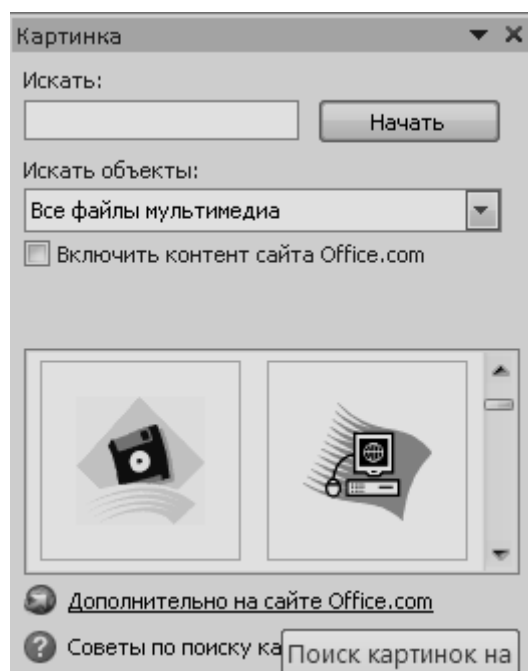 Картинка
Искать:
Начать
Искать объекты:
Все файлы мультимедиа
Включить контент сайта Office.com
Дополнительно на сайте Office.com
Советы по поиску ка
Поиск картинок на